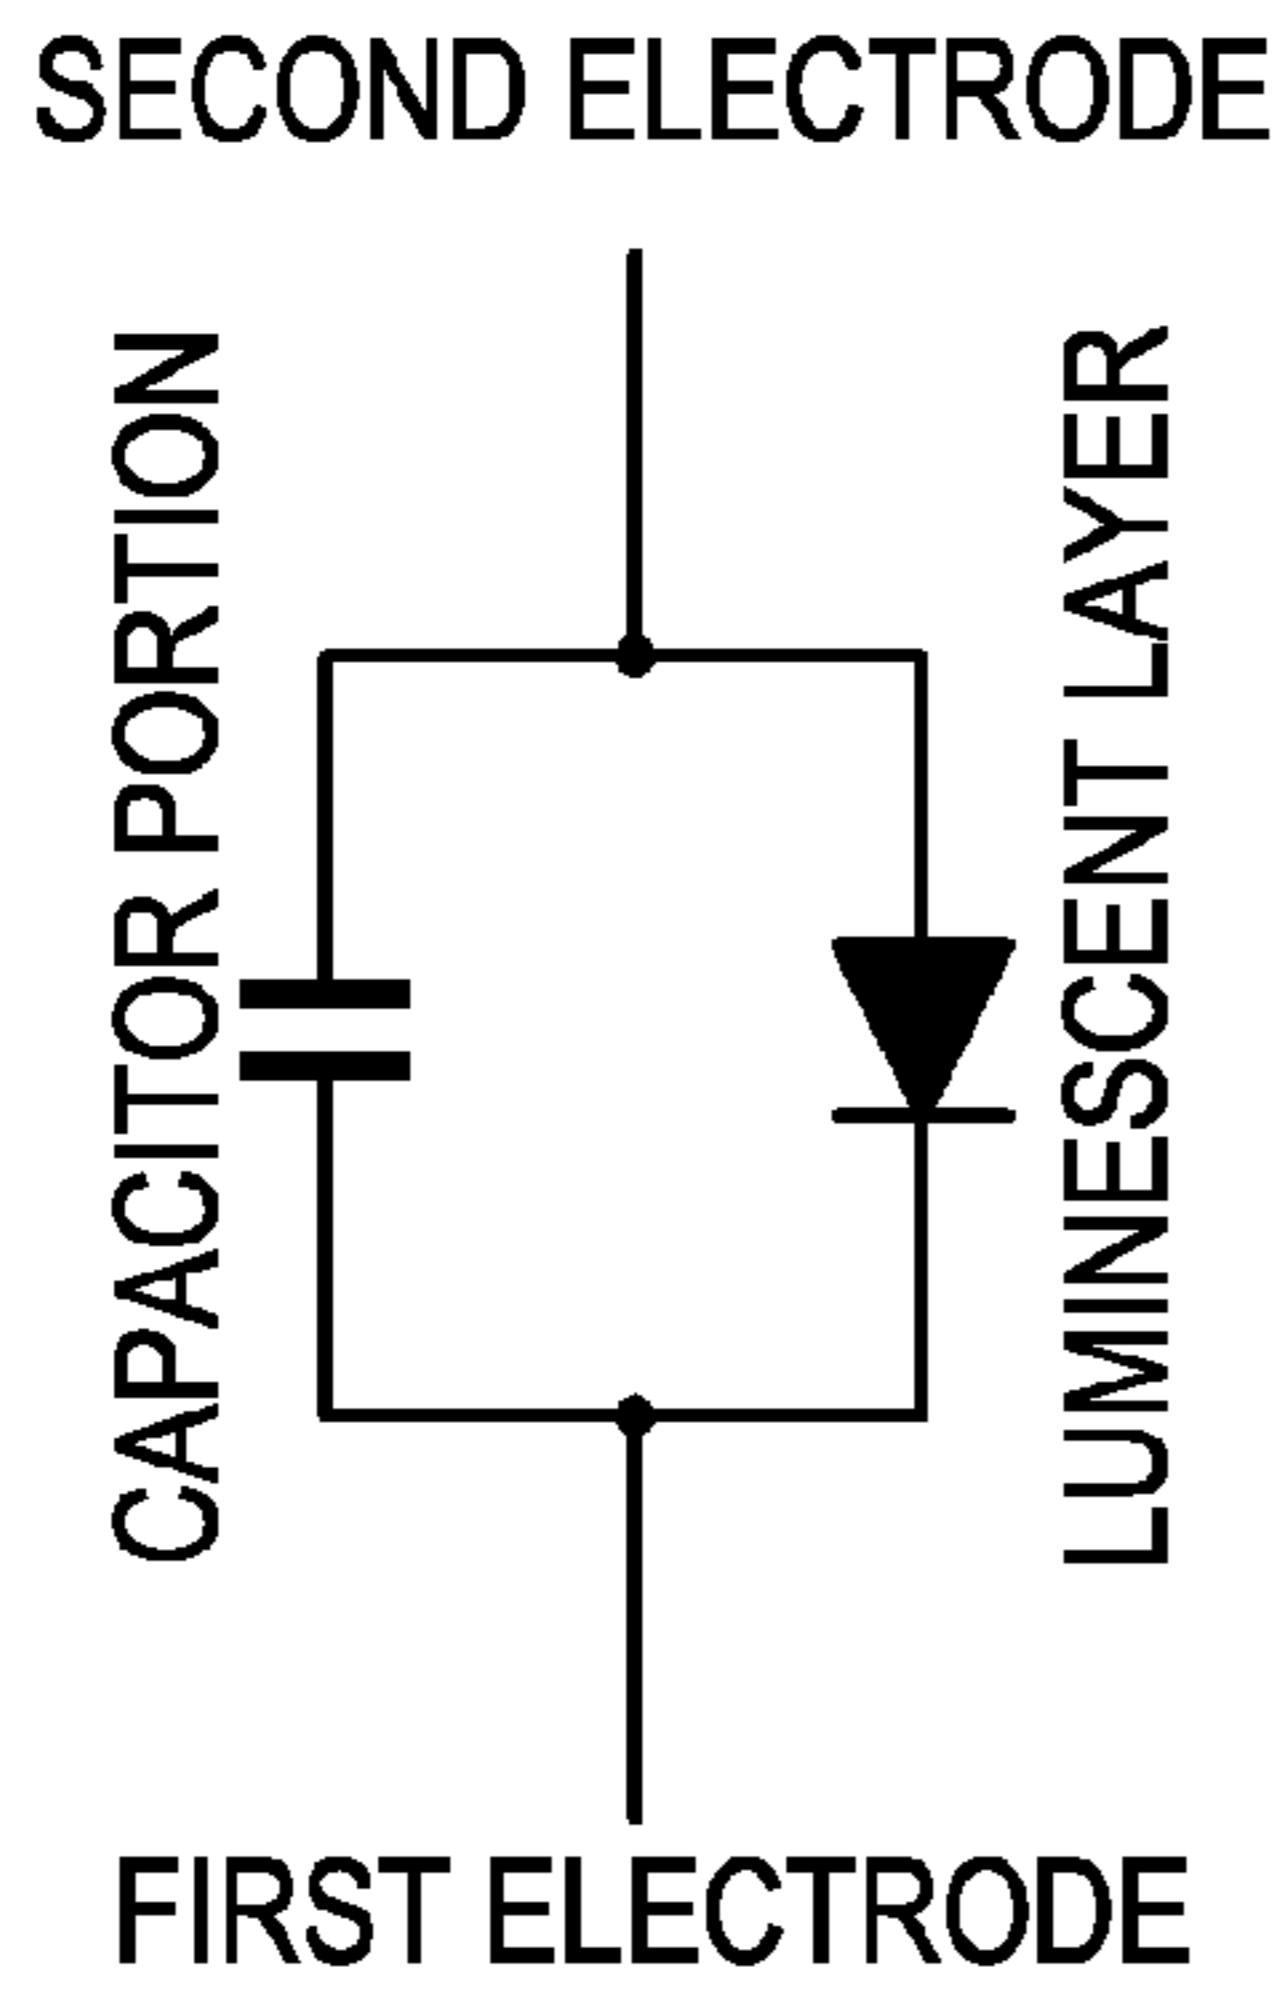 SECOND ELECTRODE
CAPACITOR PORTION
LUMINESCENT LAYER
FIRST ELECTRODE